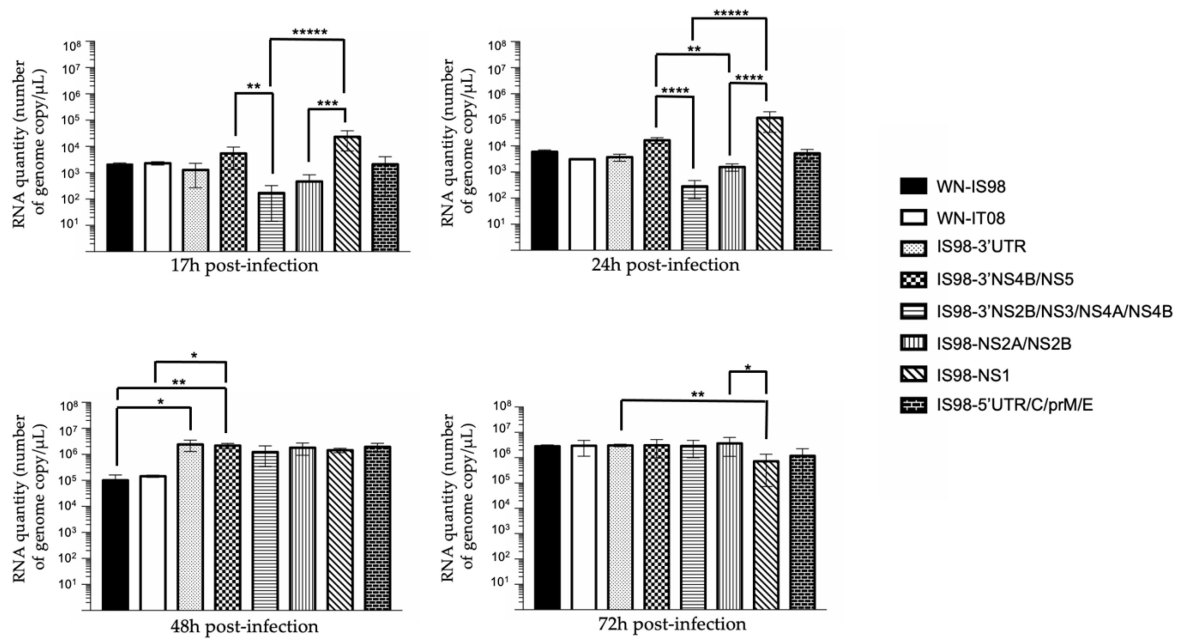 RNA quantity (number
of genome copy/µL)
10⁸
10⁷
10⁶
10⁵
10⁴
10³
10²
10¹
*****
**
***
17h post-infection
RNA quantity (number
of genome copy/µL)
10⁸
10⁷
10⁶
10⁵
10⁴
10³
10²
10¹
*****
**
****
****
24h post-infection
WN-IS98
WN-IT08
IS98-3'UTR
IS98-3'NS4B/NS5
IS98-3'NS2B/NS3/NS4A/NS4B
IS98-NS2A/NS2B
IS98-NS1
IS98-5'UTR/C/prM/E
RNA quantity (number
of genome copy/µL)
10⁸
10⁷
10⁶
10⁵
10⁴
10³
10²
10¹
*
**
*
48h post-infection
RNA quantity (number
of genome copy/µL)
10⁸
10⁷
10⁶
10⁵
10⁴
10³
10²
10¹
*
**
72h post-infection